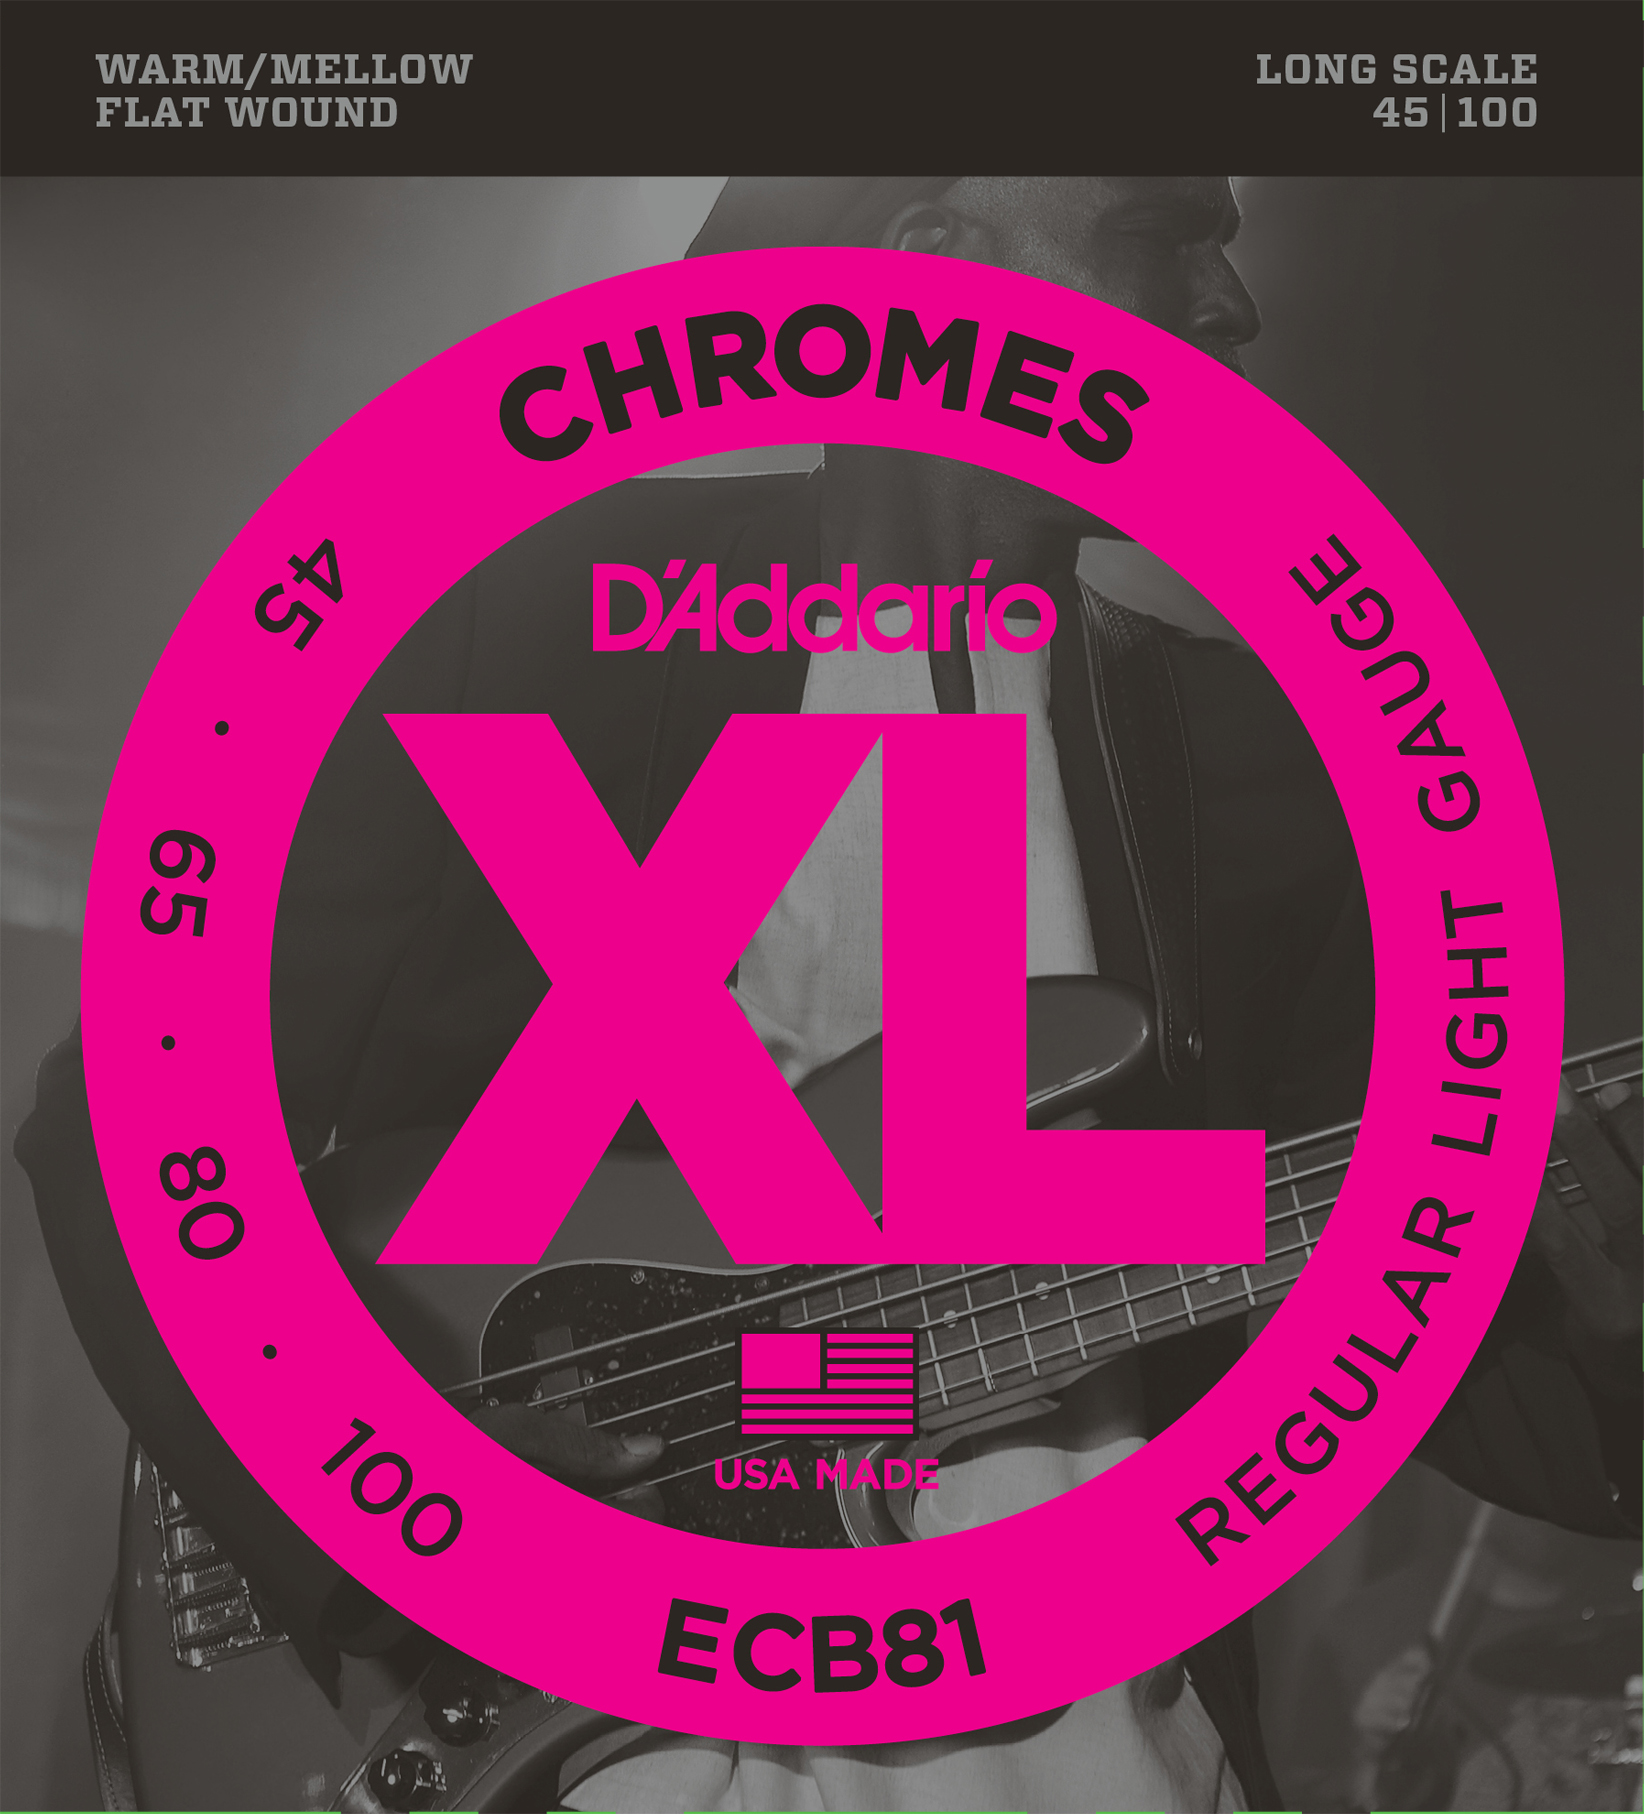 WARM/MELLOW
FLAT WOUND
LONG SCALE
45|100
CHROMES
45 • 65 • 80 • 100
REGULAR LIGHT GAUGE
D'Addario
XL
USA MADE
ECB81